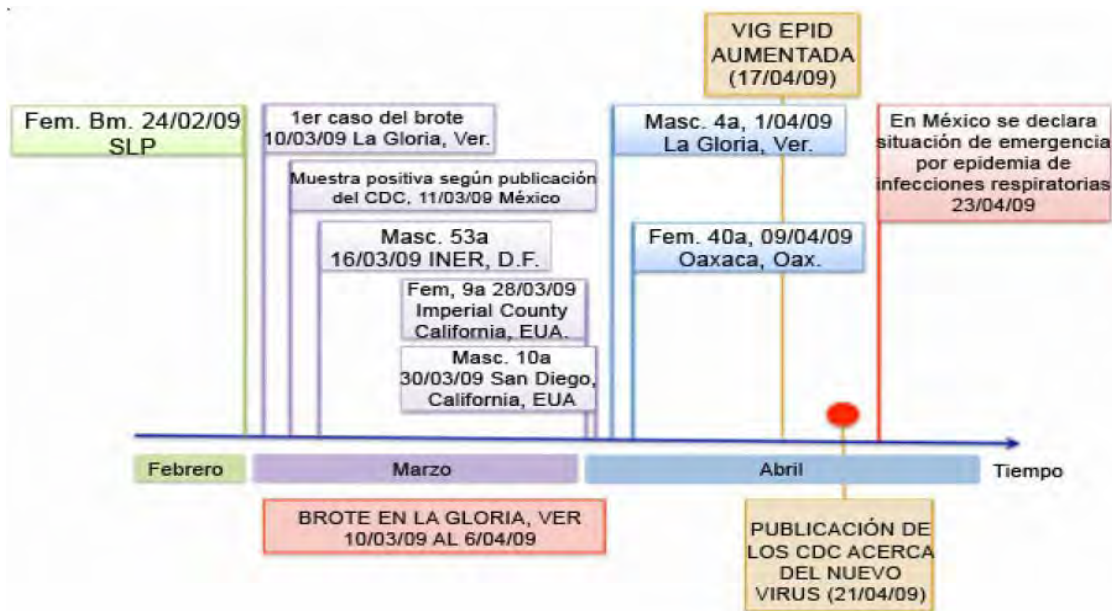 VIG EPID
AUMENTADA
(17/04/09)
Fem. Bm. 24/02/09
SLP
1er caso del brote
10/03/09 La Gloria, Ver.
Muestra positiva según publicación
del CDC, 11/03/09 México
Masc. 53a
16/03/09 INER, D.F.
Fem, 9a 28/03/09
Imperial County
California, EUA.
Masc. 10a
30/03/09 San Diego,
California, EUA
Masc. 4a, 1/04/09
La Gloria, Ver.
Fem. 40a, 09/04/09
Oaxaca, Oax.
En México se declara
situación de emergencia
por epidemia de
infecciones respiratorias
23/04/09
Febrero
Marzo
Abril
Tiempo
BROTE EN LA GLORIA, VER
10/03/09 AL 6/04/09
PUBLICACIÓN DE
LOS CDC ACERCA
DEL NUEVO
VIRUS (21/04/09)